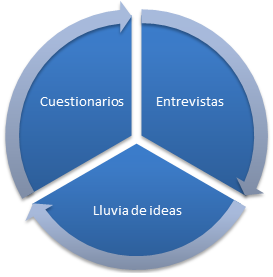 Cuestionarios
Entrevistas
Lluvia de ideas